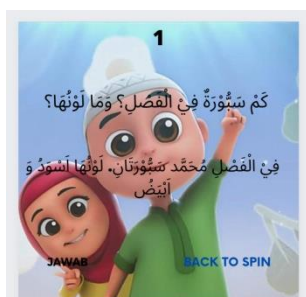 1
كَمْ سَبُّوْرَةٌ فِيْ الْفَصْلِ؟ وَمَا لَوْنُهَا؟
فِيْ الْفَصْلِ مُحَمَّد سَبُّوْرَتَانِ. لَوْنُهَا اَسْوَدُ وَ
اَبْيَضُ
JAWAB
BACK TO SPIN